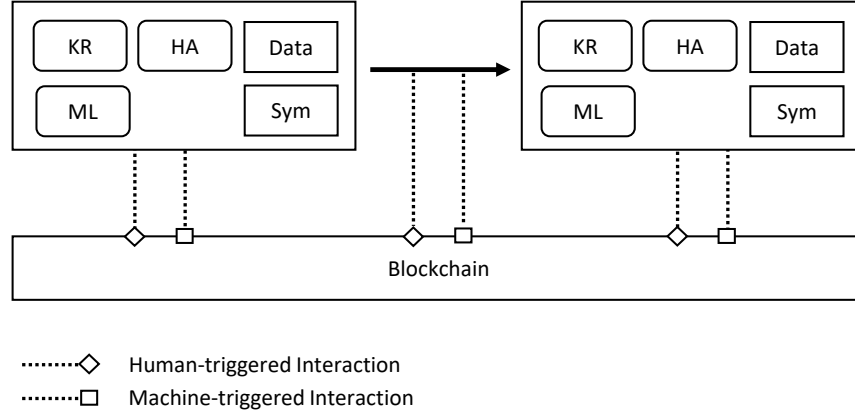 KR HA Data
ML Sym
KR HA Data
ML Sym
Blockchain
Human-triggered Interaction
Machine-triggered Interaction